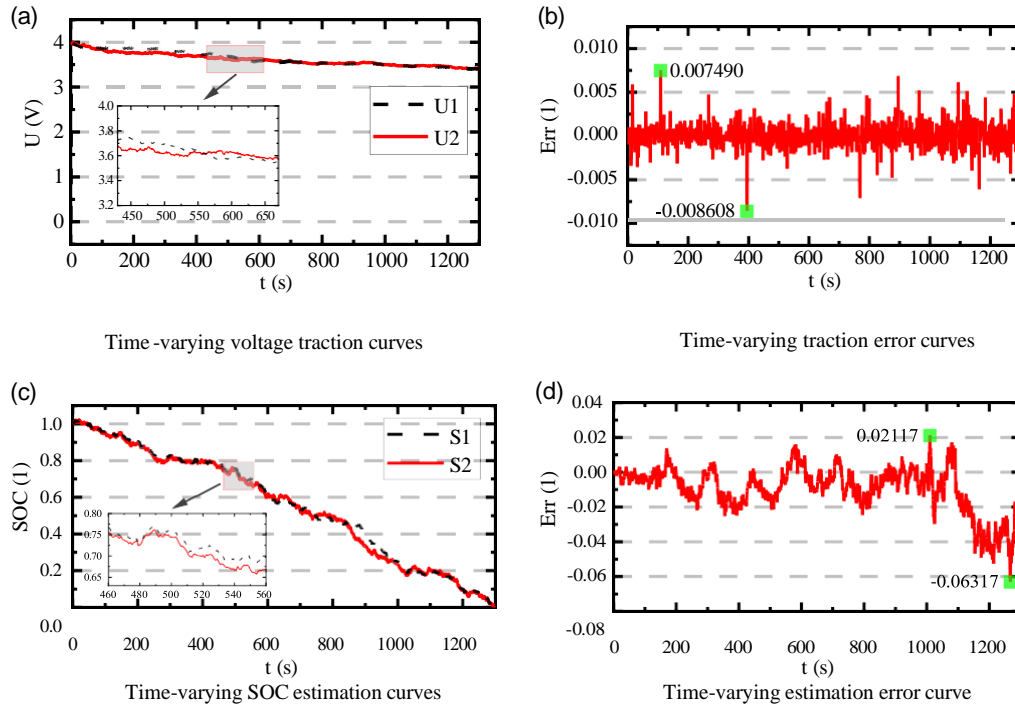 (a)
4
3
2
1
0
U (V)
U1
U2
4.0
3.8
3.6
3.4
3.2
450 500 550 600 650
0 200 400 600 800 1000 1200
t (s)
Time -varying voltage traction curves
(b)
0.010
0.005
0.000
-0.005
-0.010
Err (1)
0.007490
-0.008608
0 200 400 600 800 1000 1200
t (s)
Time-varying traction error curves
(c)
1.0
0.8
0.6
0.4
0.2
0.0
SOC (1)
S1
S2
0.80
0.75
0.70
0.65
460 480 500 520 540 560
0 200 400 600 800 1000 1200
t (s)
Time-varying SOC estimation curves
(d)
0.04
0.02
0.00
-0.02
-0.04
-0.06
-0.08
Err (1)
0.02117
-0.06317
0 200 400 600 800 1000 1200
t (s)
Time-varying estimation error curve